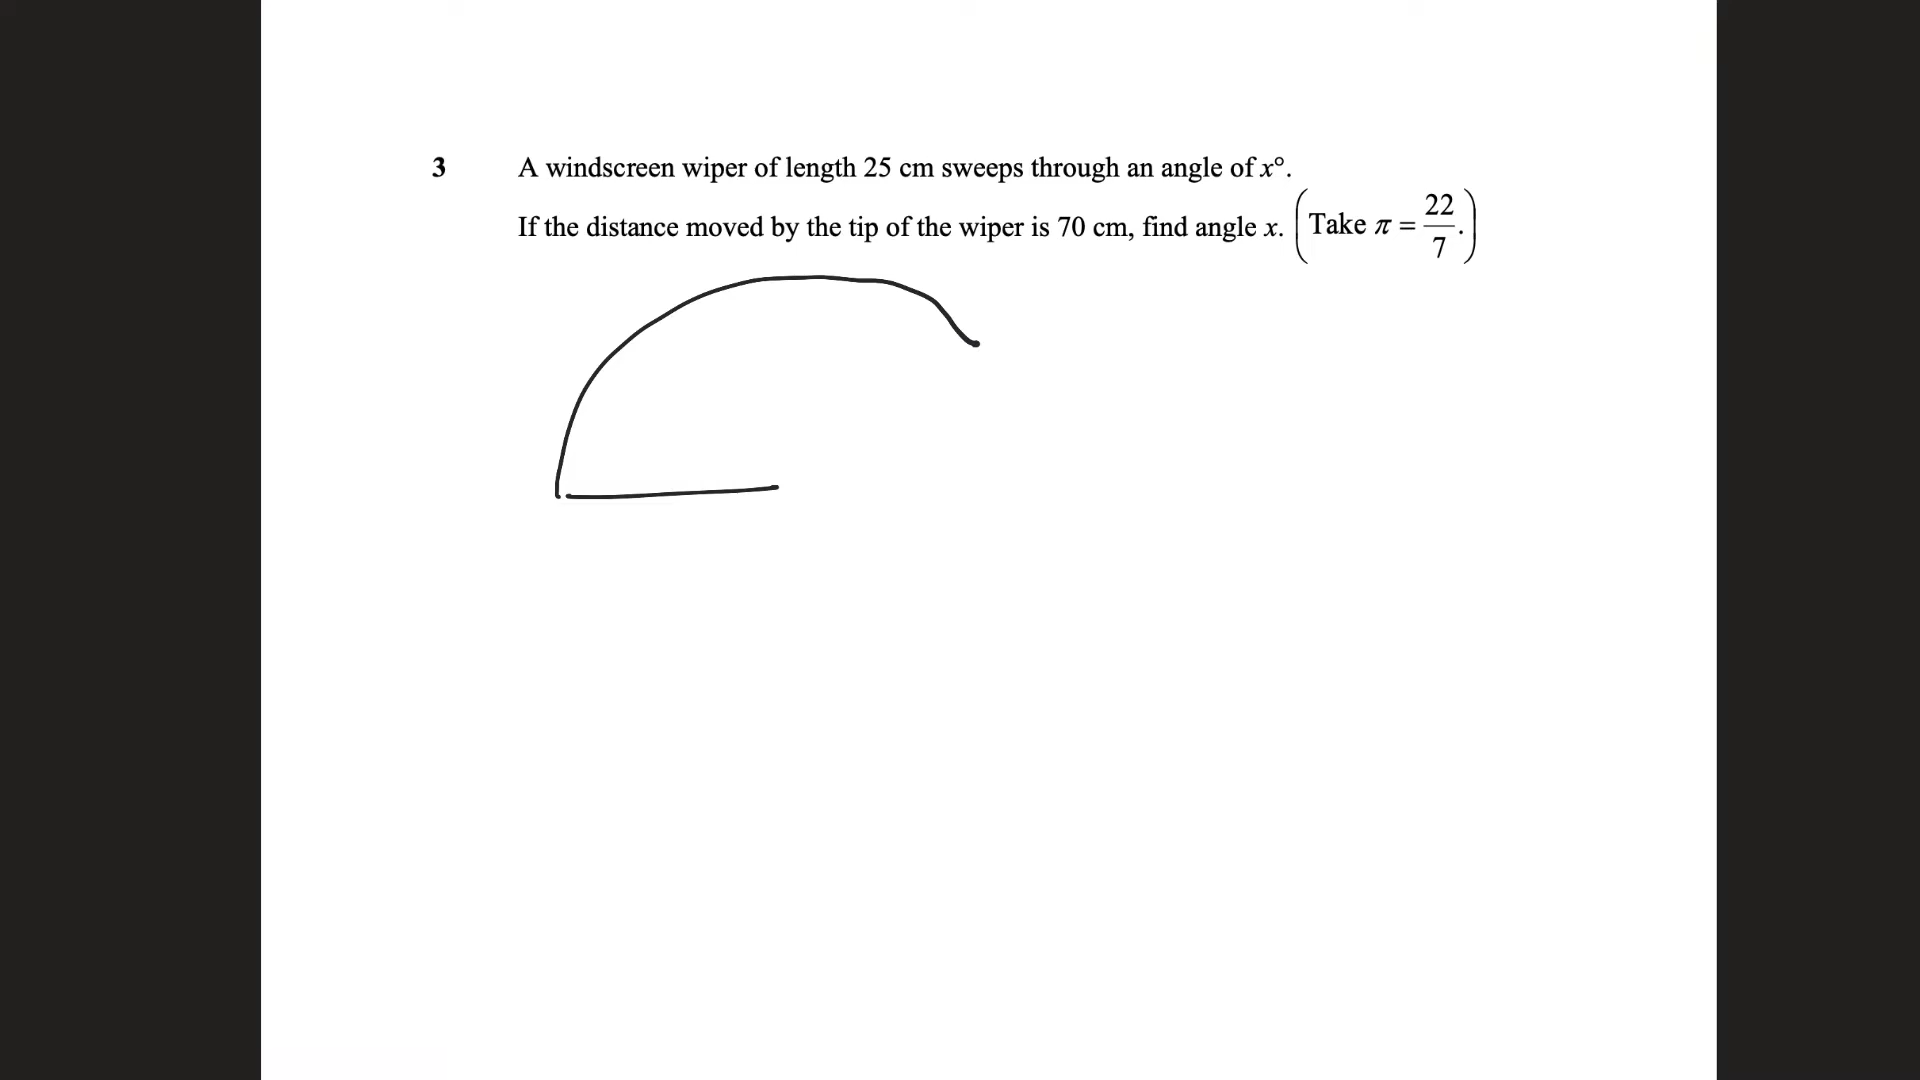 3 A windscreen wiper of length 25 cm sweeps through an angle of x°.
If the distance moved by the tip of the wiper is 70 cm, find angle x. (Take π = 22/7.)